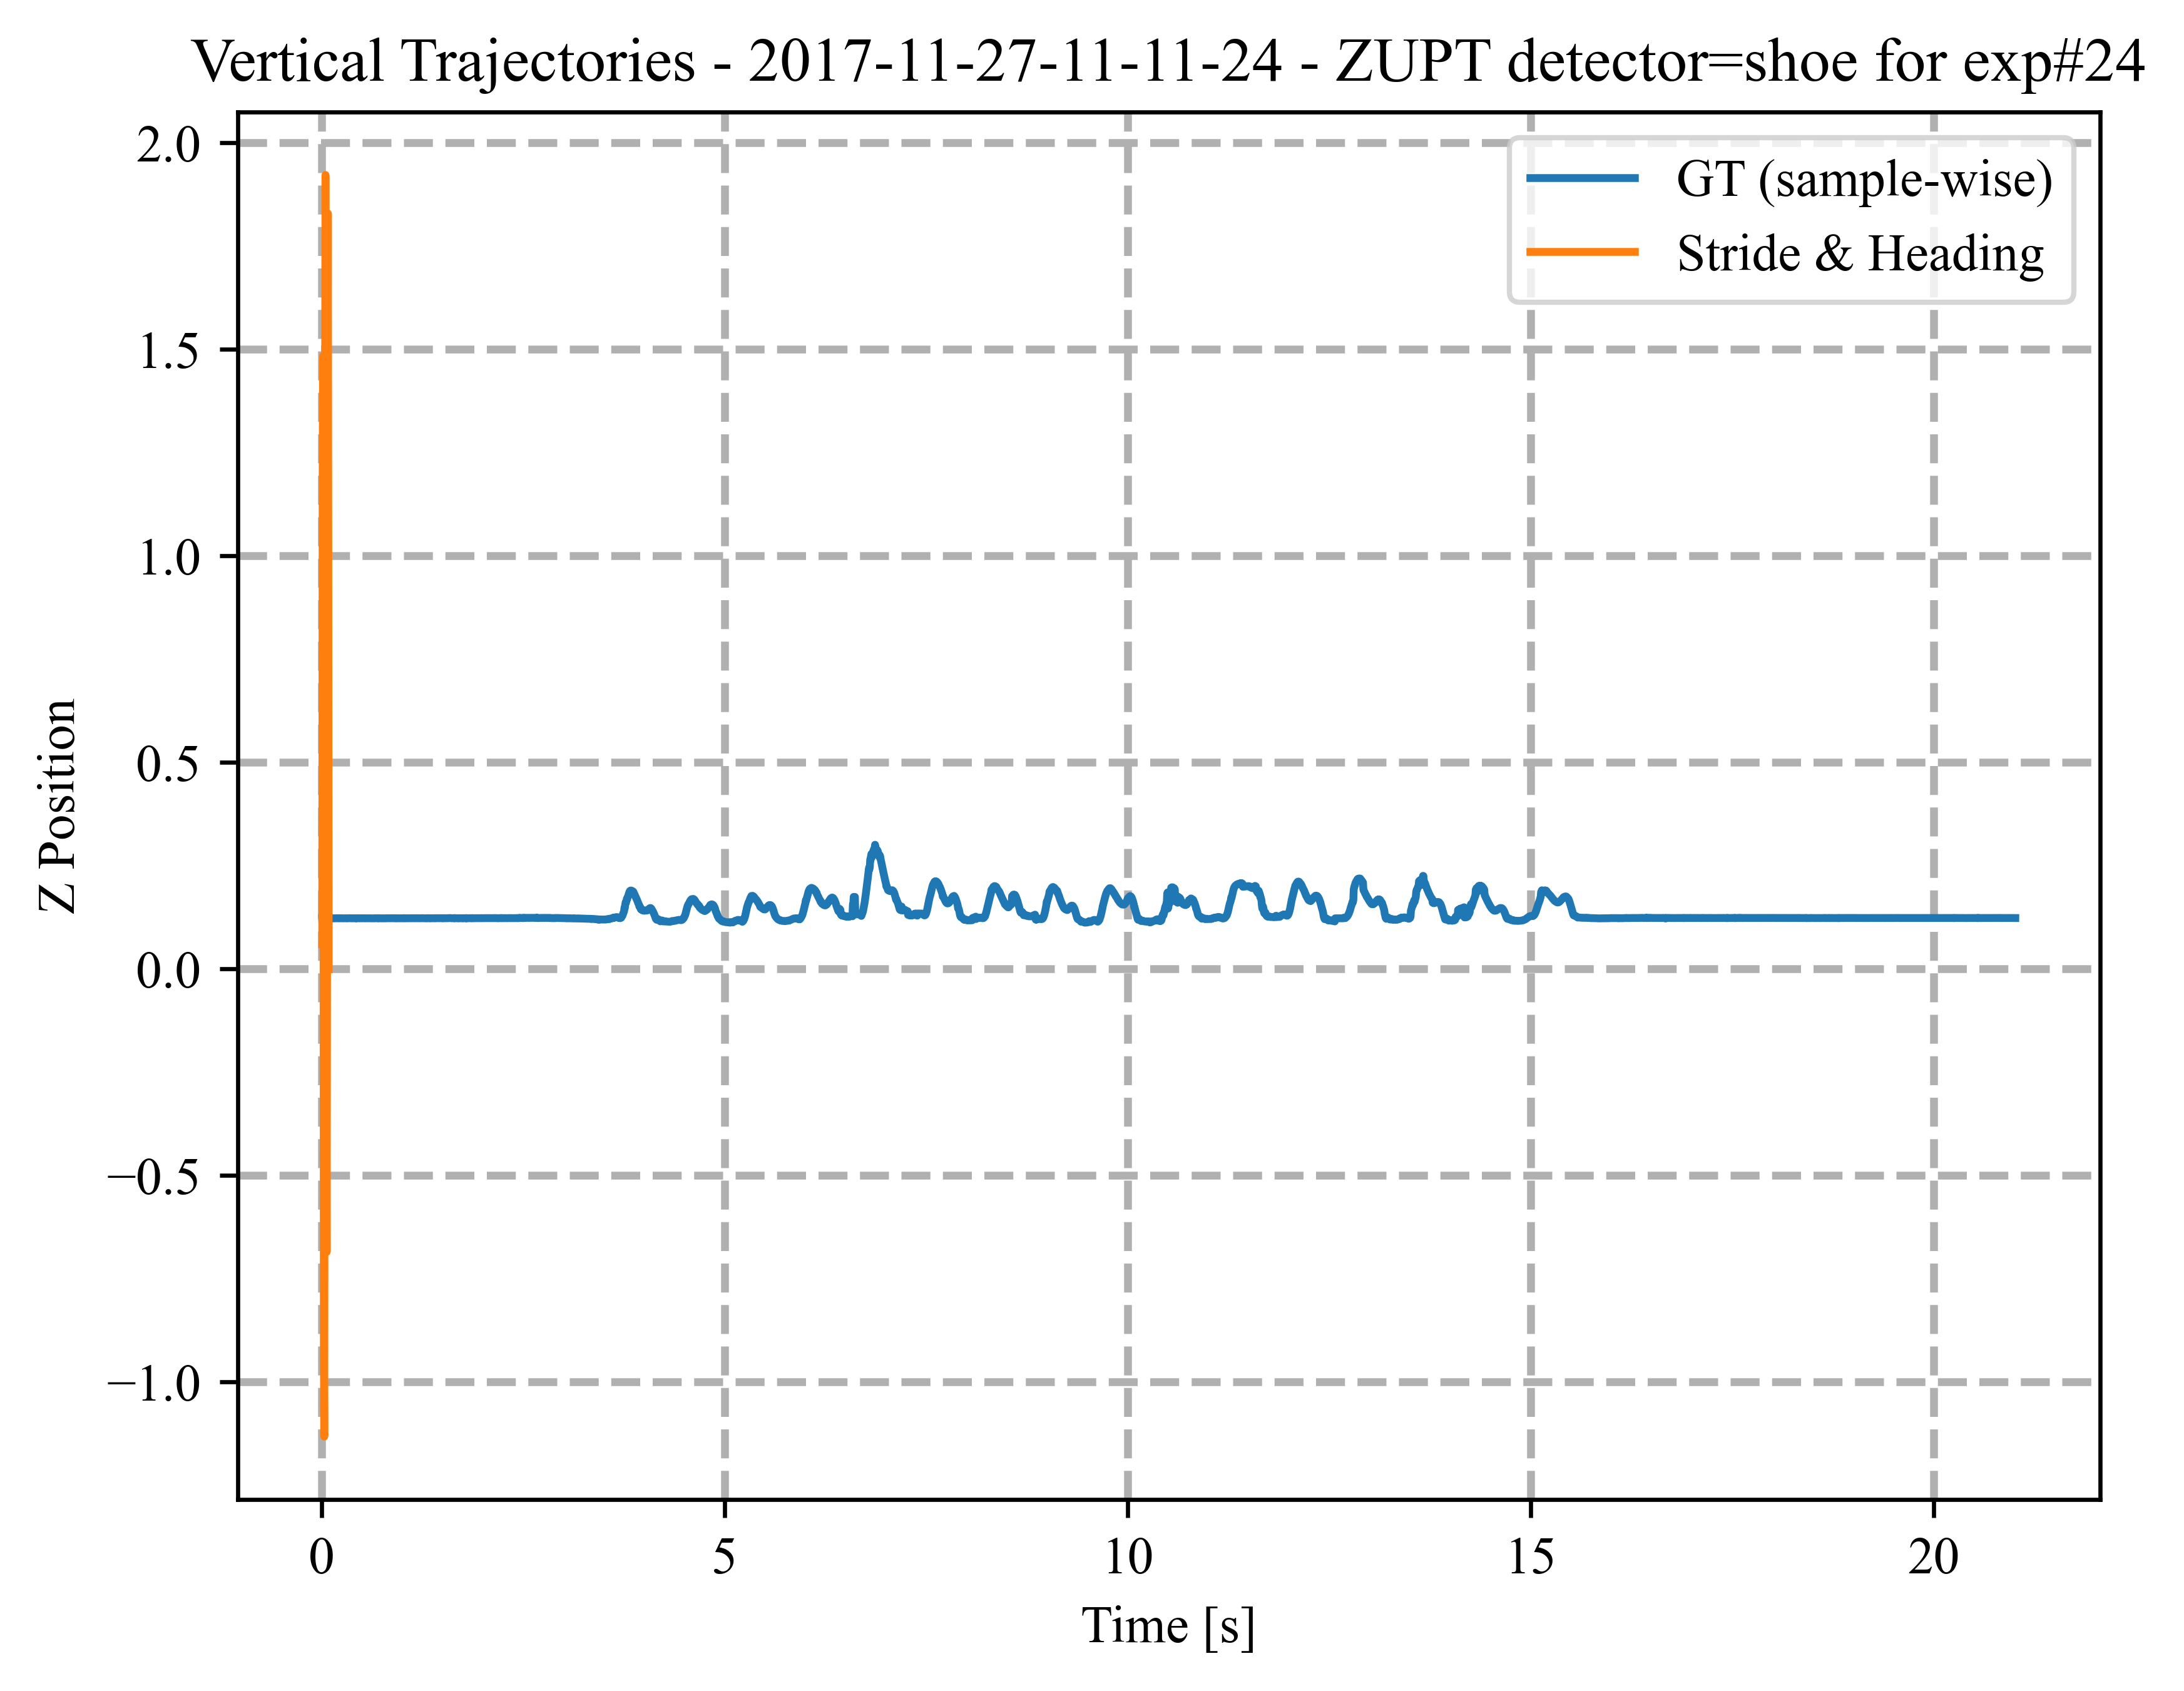 Vertical Trajectories - 2017-11-27-11-11-24 - ZUPT detector=shoe for exp#24
2.0
GT (sample-wise)
Stride & Heading
1.5
1.0
0.5
Z Position
0.0
−0.5
−1.0
0 5 10 15 20
Time [s]